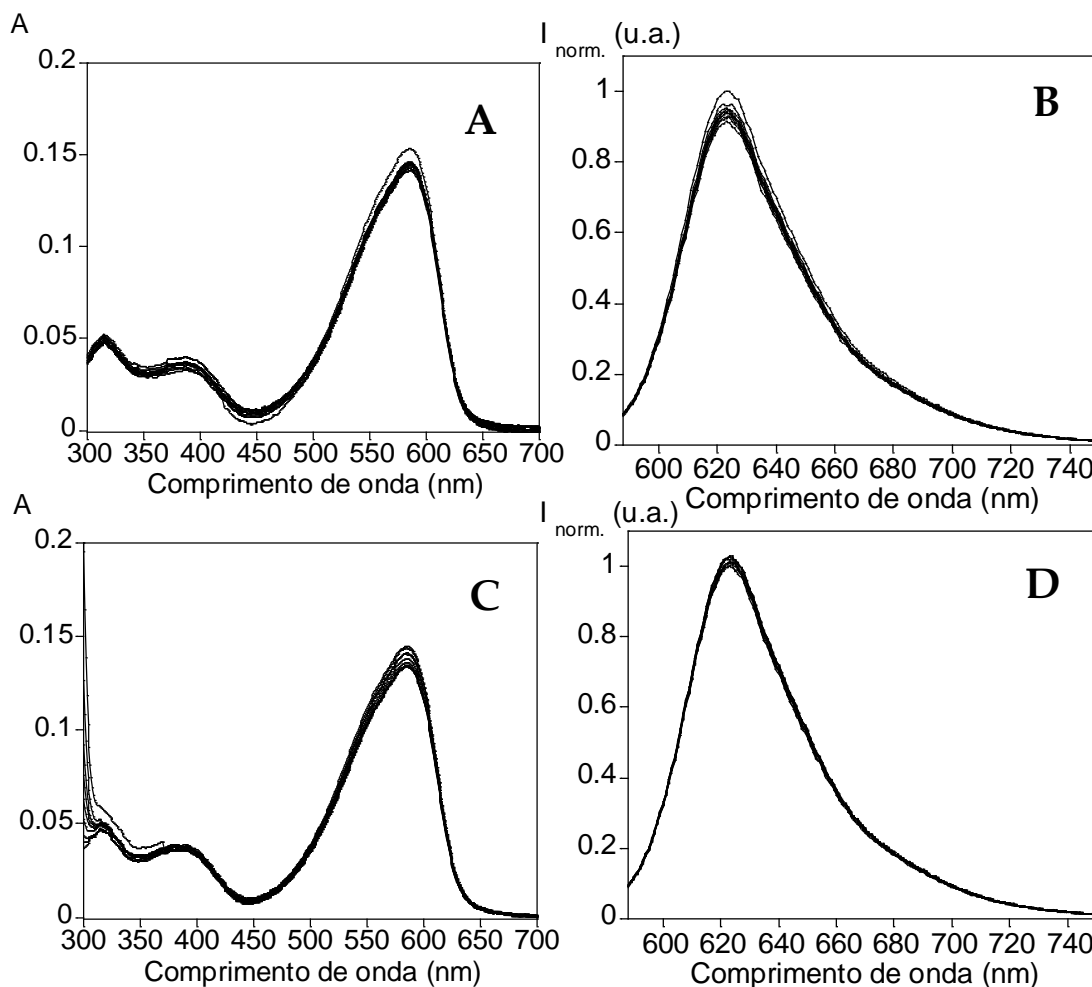 A
0.2
0.15
0.1
0.05
0
A
300 350 400 450 500 550 600 650 700
Comprimento de onda (nm)
I norm. (u.a.)
1
0.8
0.6
0.4
0.2
0
B
600 620 640 660 680 700 720 740
Comprimento de onda (nm)
A
0.2
0.15
0.1
0.05
0
C
300 350 400 450 500 550 600 650 700
Comprimento de onda (nm)
I norm. (u.a.)
1
0.8
0.6
0.4
0.2
0
D
600 620 640 660 680 700 720 740
Comprimento de onda (nm)